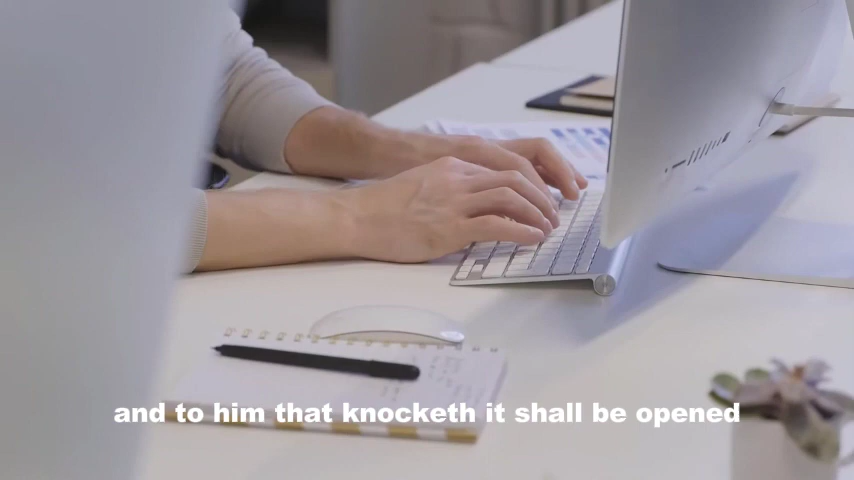 and to him that knocketh it shall be opened